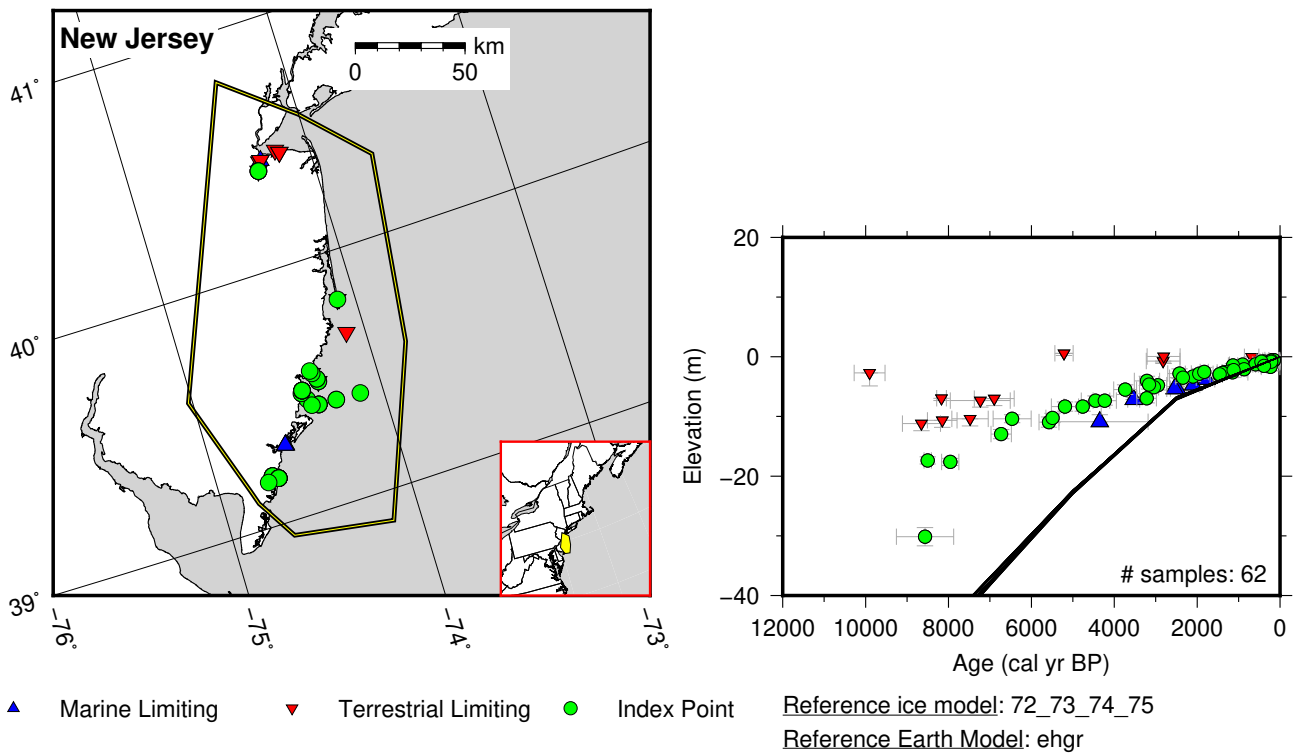 New Jersey
km
0 50
41°
40°
39°
−76°
−75°
−74°
−73°
20
0
−20
−40
Elevation (m)
# samples: 62
12000 10000 8000 6000 4000 2000 0
Age (cal yr BP)
Marine Limiting Terrestrial Limiting Index Point
Reference ice model: 72_73_74_75
Reference Earth Model: ehgr